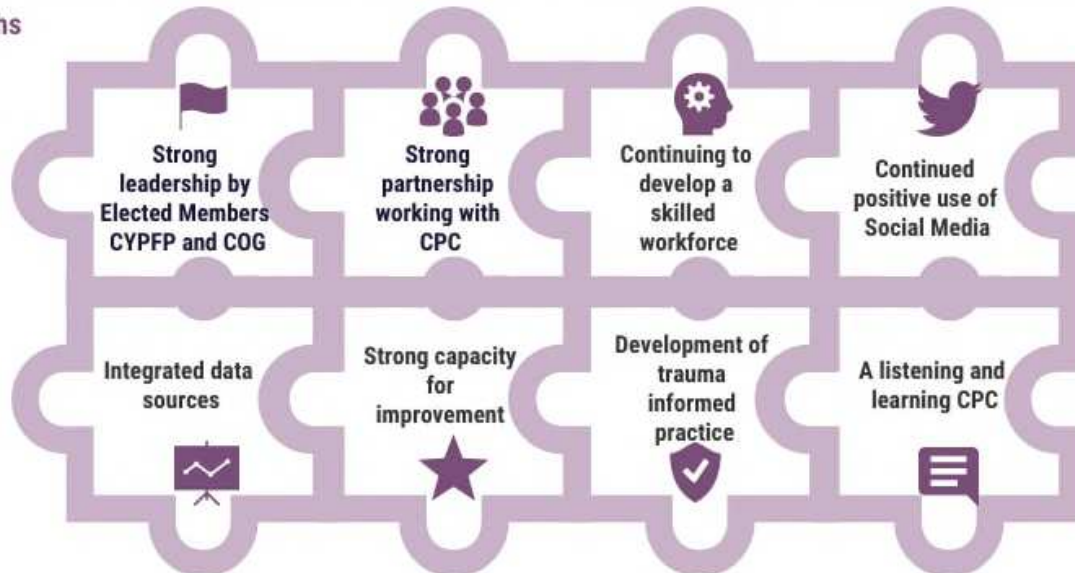 Strong
leadership by
Elected Members
CYPFP and COG
Strong
partnership
working with
CPC
Continuing to
develop a
skilled
workforce
Continued
positive use of
Social Media
Integrated data
sources
Strong capacity
for
improvement
Development of
trauma
informed
practice
A listening and
learning CPC